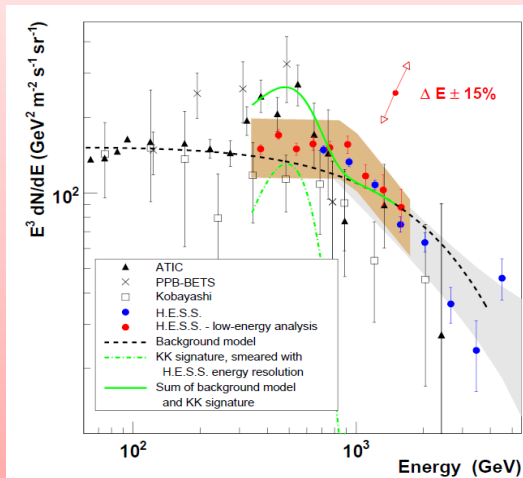 E³ dN/dE (GeV² m⁻² s⁻¹ sr⁻¹)
10²
Δ E ± 15%
ATIC
PPB-BETS
Kobayashi
H.E.S.S.
H.E.S.S. - low-energy analysis
Background model
KK signature, smeared with
H.E.S.S. energy resolution
Sum of background model
and KK signature
10²
10³
Energy (GeV)